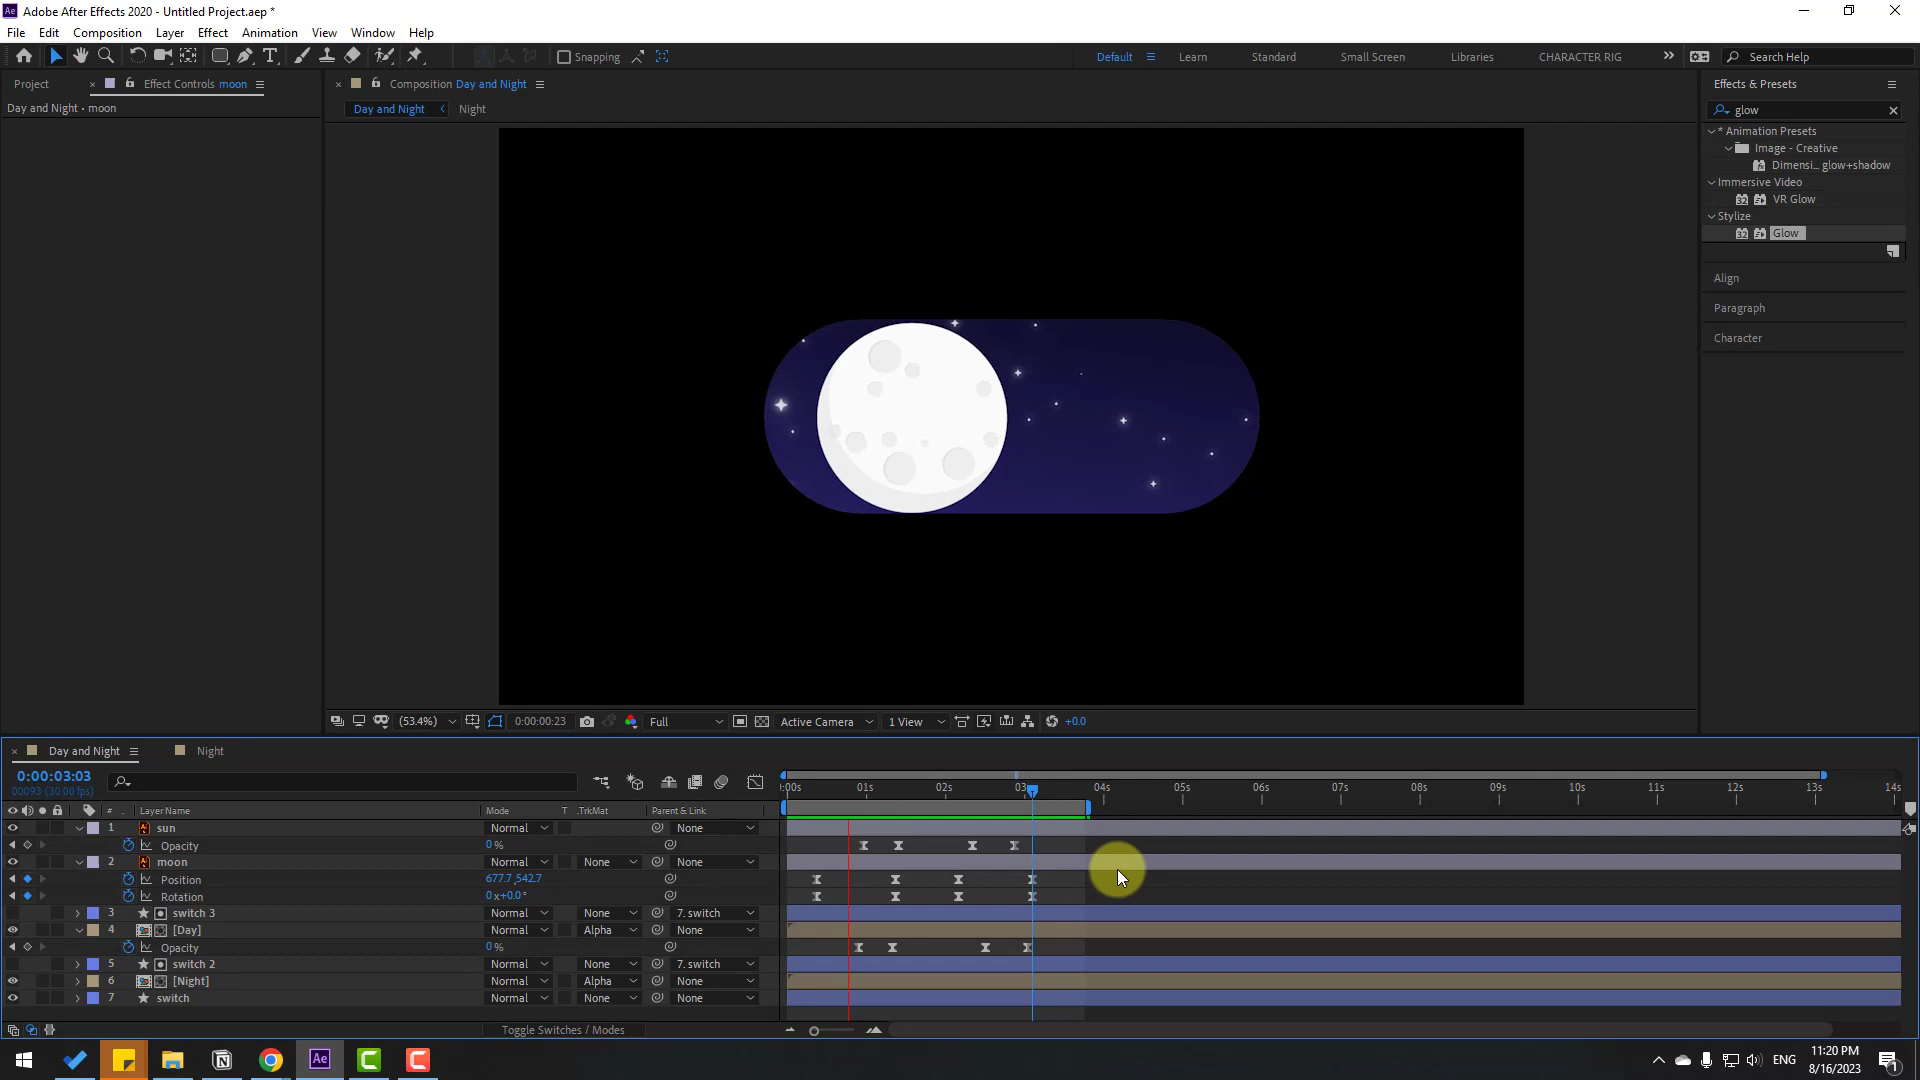 Adobe After Effects 2020 - Untitled Project.aep *
File Edit Composition Layer Effect Animation View Window Help
Snapping
Default Learn Standard Small Screen Libraries CHARACTER RIG Search Help
Project Effect Controls moon
Composition Day and Night
Effects & Presets
Day and Night • moon
Day and Night Night
glow
* Animation Presets
Image - Creative
Dimensi... glow+shadow
Immersive Video
VR Glow
Stylize
Glow
Align
Paragraph
Character
(53.4%) 0:00:00:23 Full Active Camera 1 View +0.0
Day and Night Night
0:00:03:03
00093 (30.00 fps)
:00s 01s 02s 03s 04s 05s 06s 07s 08s 09s 10s 11s 12s 13s 14s
# Layer Name Mode T .TrkMat Parent & Link
1 sun Normal None
Opacity 0 %
2 moon Normal None None
Position 677.7,542.7
Rotation 0x+0.0°
3 switch 3 Normal None 7. switch
4 [Day] Normal Alpha None
Opacity 0 %
5 switch 2 Normal None 7. switch
6 [Night] Normal Alpha None
7 switch Normal None None
Toggle Switches / Modes
ENG 11:20 PM
8/16/2023